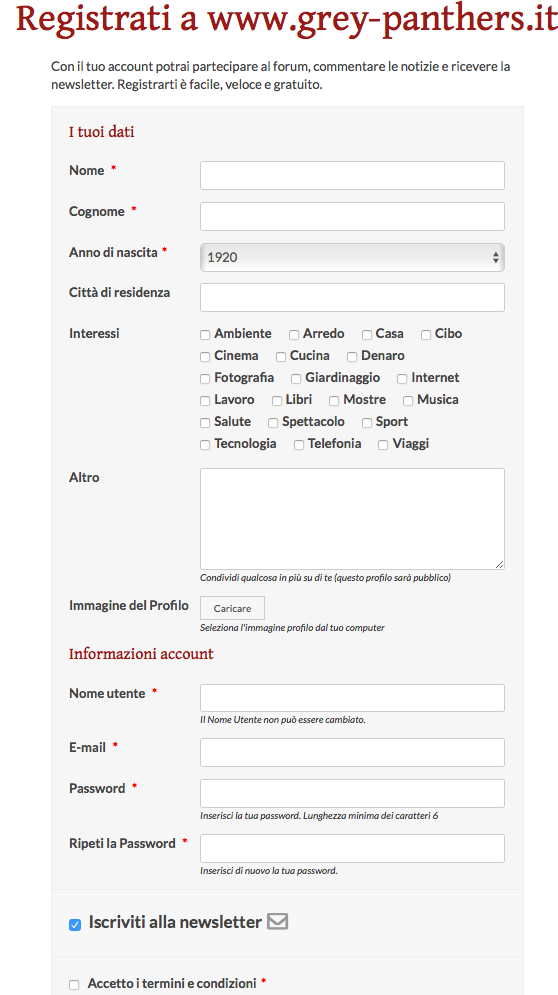 Registrati a www.grey-panthers.it
Con il tuo account potrai partecipare al forum, commentare le notizie e ricevere la
newsletter. Registrarti è facile, veloce e gratuito.
I tuoi dati
Nome *
Cognome *
Anno di nascita * 1920
Città di residenza
Interessi Ambiente Arredo Casa Cibo
Cinema Cucina Denaro
Fotografia Giardinaggio Internet
Lavoro Libri Mostre Musica
Salute Spettacolo Sport
Tecnologia Telefonia Viaggi
Altro
Condividi qualcosa in più su di te (questo profilo sarà pubblico)
Immagine del Profilo Caricare
Seleziona l'immagine profilo dal tuo computer
Informazioni account
Nome utente *
Il Nome Utente non può essere cambiato.
E-mail *
Password *
Inserisci la tua password. Lunghezza minima dei caratteri 6
Ripeti la Password *
Inserisci di nuovo la tua password.
Iscriviti alla newsletter
Accetto i termini e condizioni *